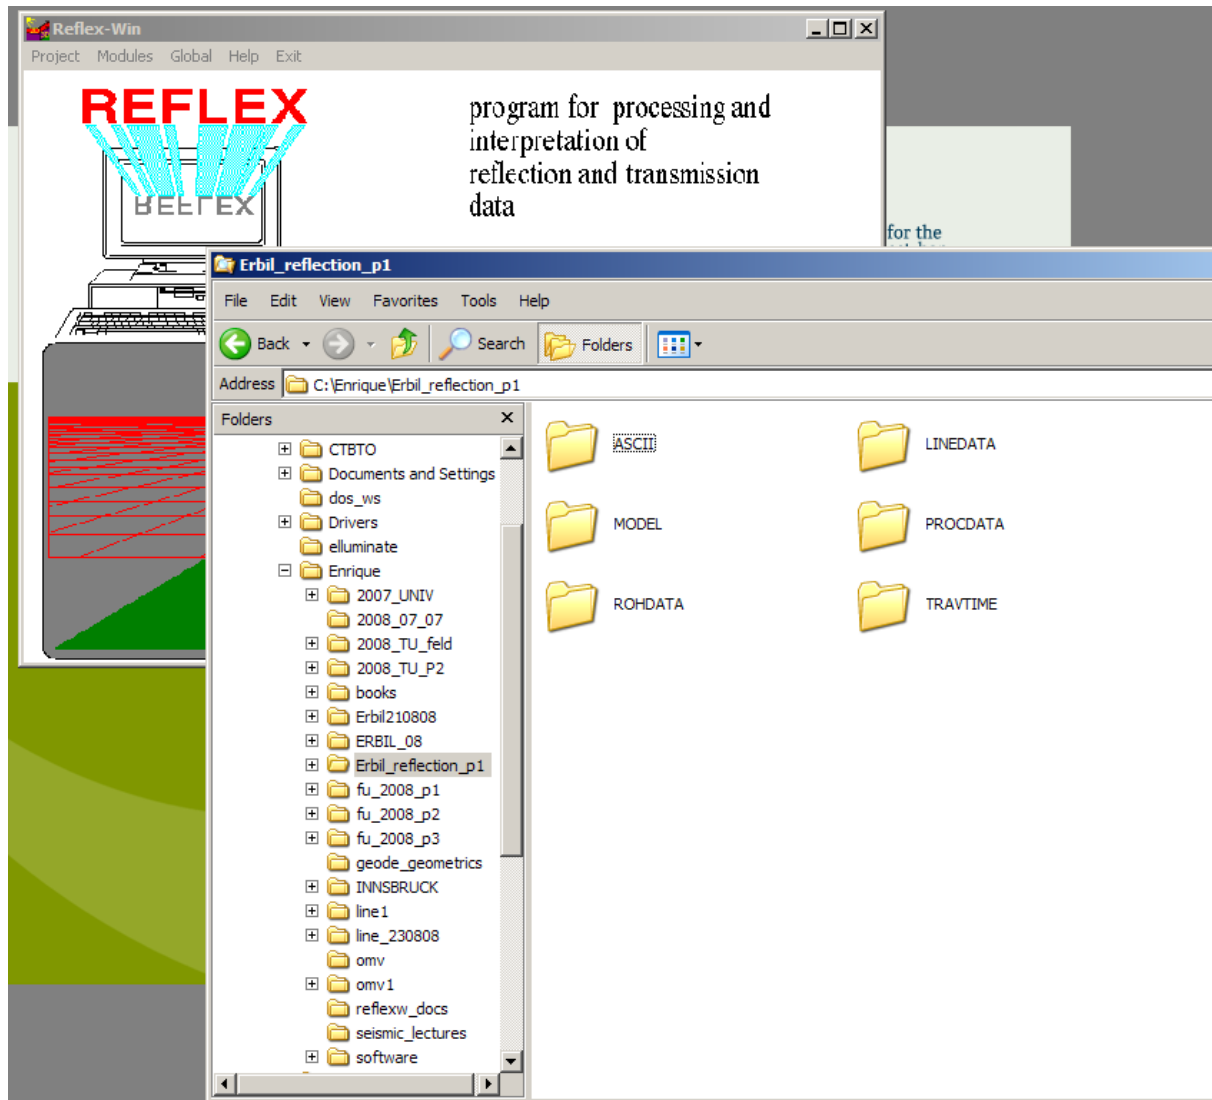 Reflex-Win
Project Modules Global Help Exit
REFLEX
REFLEX
program for processing and
interpretation of
reflection and transmission
data
for the
Erbil_reflection_p1
File Edit View Favorites Tools Help
Back Search Folders
Address C:\Enrique\Erbil_reflection_p1
Folders
CTBTO
Documents and Settings
dos_ws
Drivers
elluminate
Enrique
2007_UNIV
2008_07_07
2008_TU_feld
2008_TU_P2
books
Erbil210808
ERBIL_08
Erbil_reflection_p1
fu_2008_p1
fu_2008_p2
fu_2008_p3
geode_geometrics
INNSBRUCK
line1
line_230808
omv
omv1
reflexw_docs
seismic_lectures
software
ASCII LINEDATA
MODEL PROCDATA
ROHDATA TRAVTIME